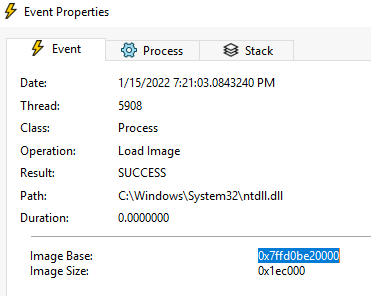 Event Properties
Event Process Stack
Date: 1/15/2022 7:21:03.0843240 PM
Thread: 5908
Class: Process
Operation: Load Image
Result: SUCCESS
Path: C:\Windows\System32\ntdll.dll
Duration: 0.0000000
Image Base: 0x7ffd0be20000
Image Size: 0x1ec000